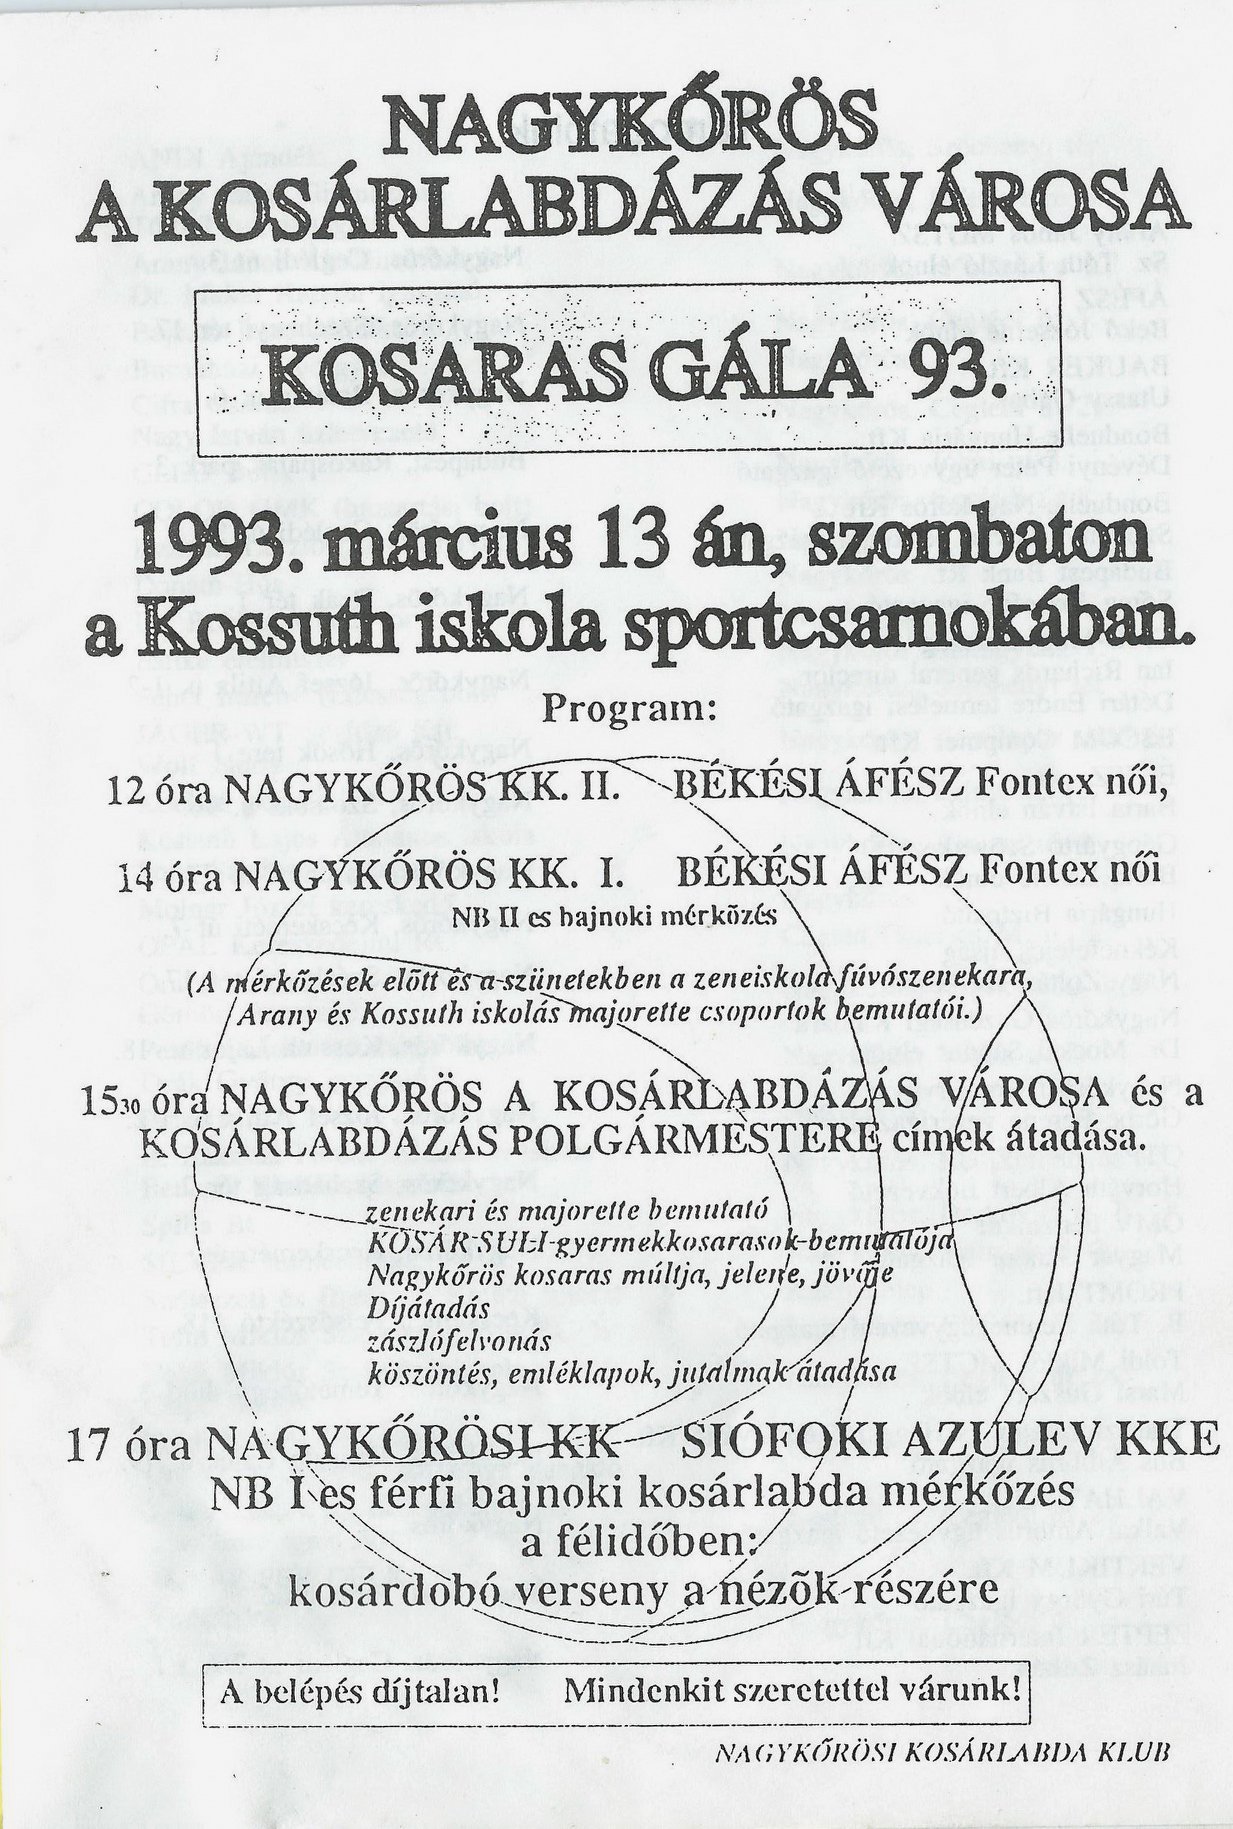 NAGYKŐRÖS
A KOSÁRLABDÁZÁS VÁROSA
KOSARAS GÁLA '93.
1993. március 13 án, szombaton
a Kossuth iskola sportcsarnokában.
Program:
12 óra NAGYKŐRÖS KK. II. BÉKÉSI ÁFÉSZ Fontex női,
14 óra NAGYKŐRÖS KK. I. BÉKÉSI ÁFÉSZ Fontex női
NB II es bajnoki mérkőzés
(A mérkőzések előtt és a szünetekben a zeneiskola fúvószenekara,
Arany és Kossuth iskolás majorette csoportok bemutatói.)
15 30 óra NAGYKŐRÖS A KOSÁRLABDÁZÁS VÁROSA és a
KOSÁRLABDÁZÁS POLGÁRMESTERE címek átadása.
zenekari és majorette bemutató
KOSÁR SULI gyermekkosarasok bemutatója
Nagykőrös kosaras múltja, jelene, jövője
Díjátadás
zászlófelvonás
köszöntés, emléklapok, jutalmak átadása
17 óra NAGYKŐRÖSI KK SIÓFOKI AZULEV KKE
NB I es férfi bajnoki kosárlabda mérkőzés
a félidőben:
kosárdobó verseny a nézők részére
A belépés díjtalan! Mindenkit szeretettel várunk!
NAGYKŐRÖSI KOSÁRLABDA KLUB